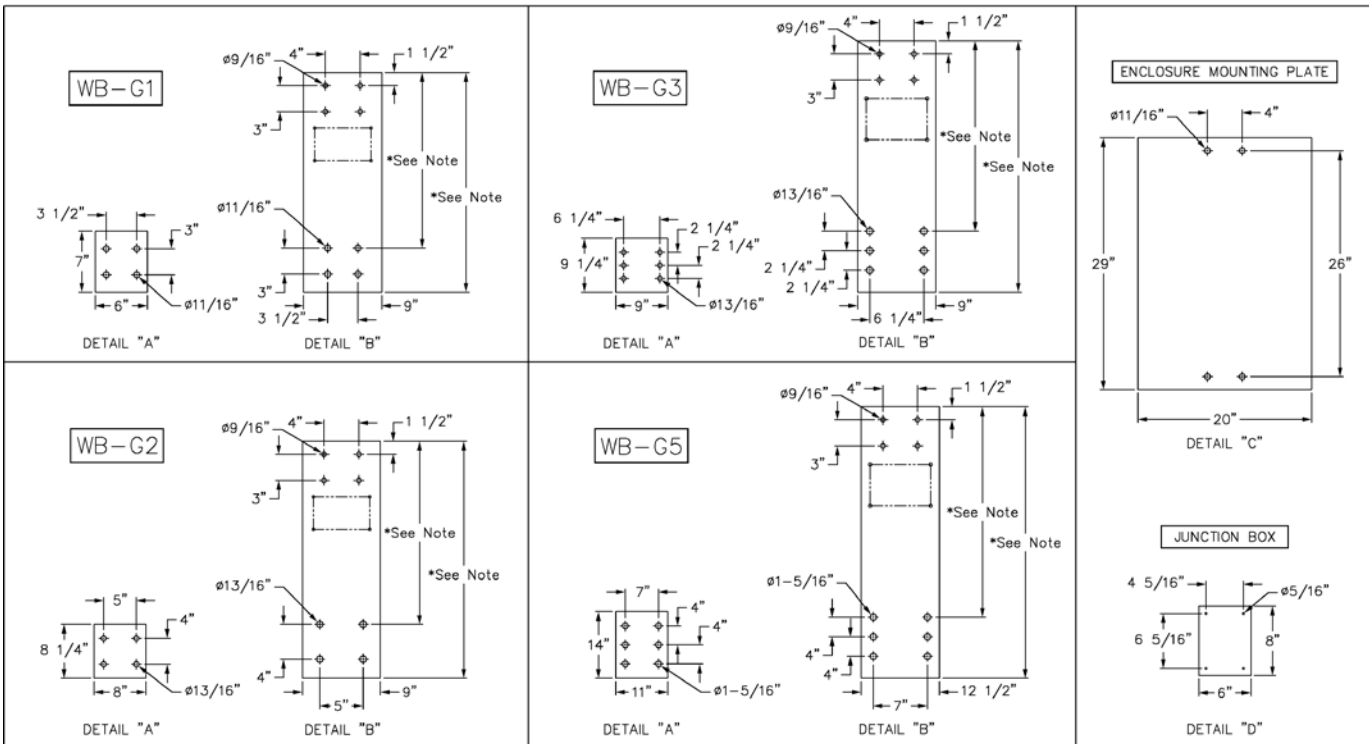 WB-G1
ø9/16"
4"
1 1/2"
3"
*See Note
*See Note
ø11/16"
3"
3 1/2"
9"
DETAIL "B"
3 1/2"
3"
7"
6"
ø11/16"
DETAIL "A"
WB-G3
ø9/16"
4"
1 1/2"
3"
*See Note
*See Note
ø13/16"
2 1/4"
2 1/4"
6 1/4"
9"
DETAIL "B"
6 1/4"
2 1/4"
2 1/4"
9 1/4"
9"
ø13/16"
DETAIL "A"
ENCLOSURE MOUNTING PLATE
ø11/16"
4"
29"
26"
20"
DETAIL "C"
WB-G2
ø9/16"
4"
1 1/2"
3"
*See Note
*See Note
ø13/16"
4"
5"
9"
DETAIL "B"
5"
4"
8 1/4"
8"
ø13/16"
DETAIL "A"
WB-G5
ø9/16"
4"
1 1/2"
3"
*See Note
*See Note
ø1-5/16"
4"
4"
7"
12 1/2"
DETAIL "B"
7"
4"
4"
14"
11"
ø1-5/16"
DETAIL "A"
JUNCTION BOX
4 5/16"
ø5/16"
6 5/16"
8"
6"
DETAIL "D"